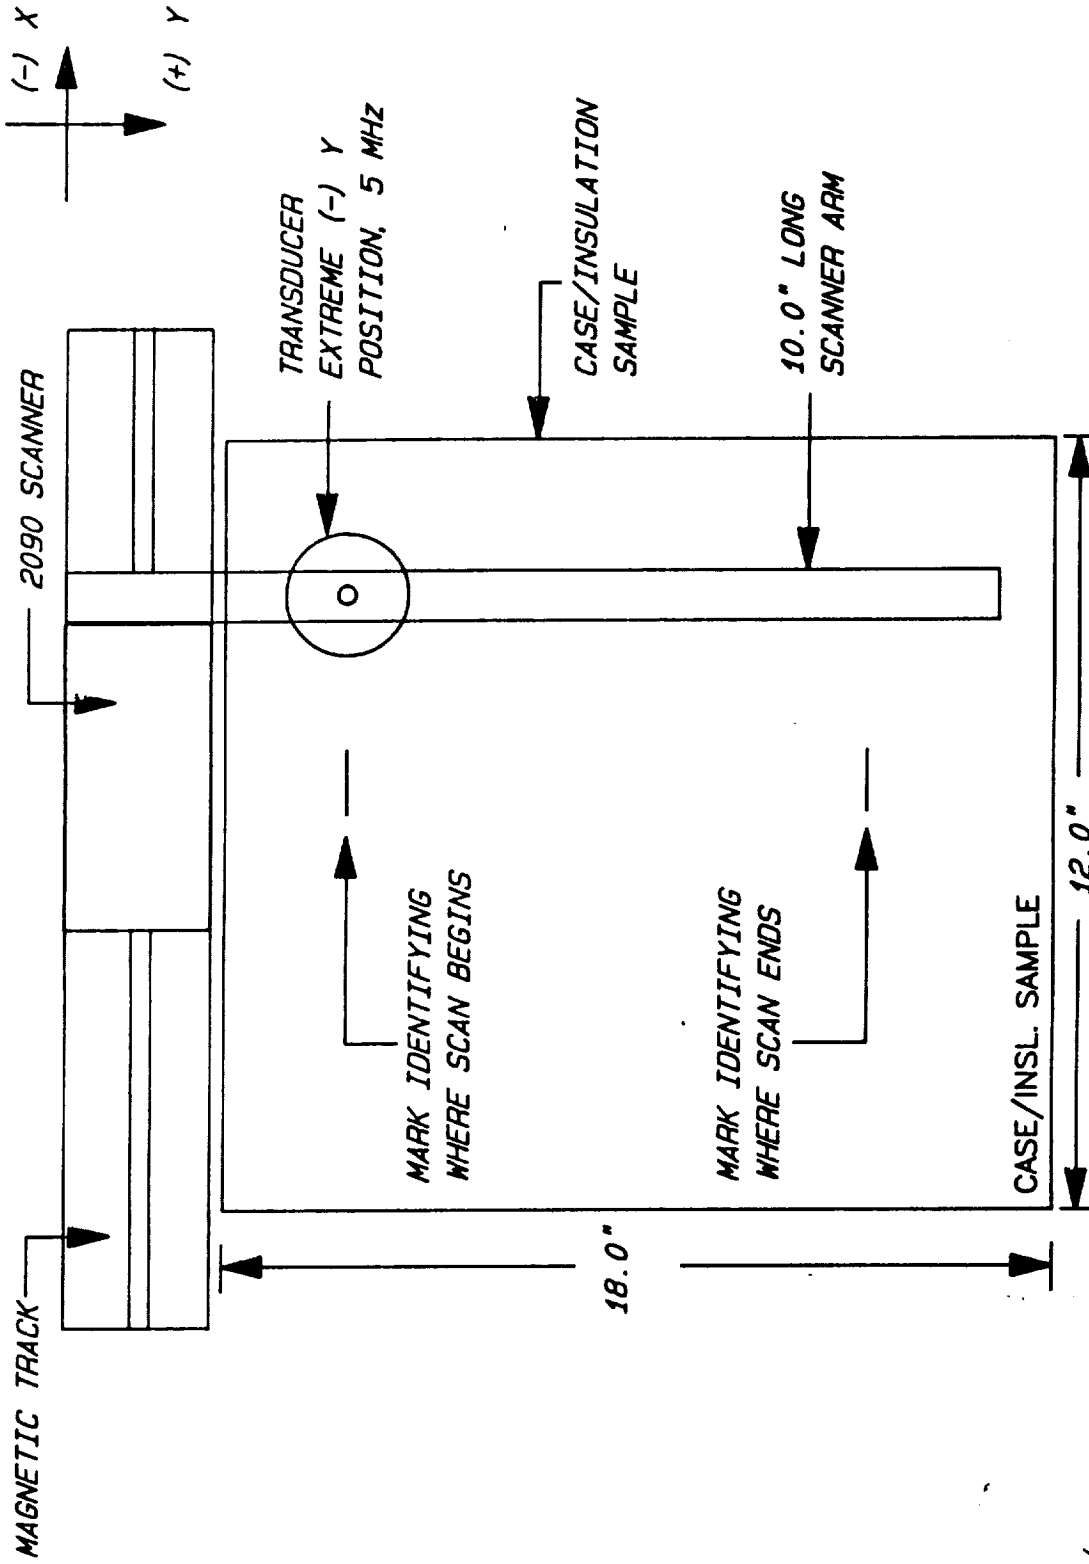 MAGNETIC TRACK
2090 SCANNER
(-) X
(+) Y
TRANSDUCER
EXTREME (-) Y
POSITION, 5 MHz
CASE/INSULATION
SAMPLE
10.0" LONG
SCANNER ARM
MARK IDENTIFYING
WHERE SCAN BEGINS
MARK IDENTIFYING
WHERE SCAN ENDS
CASE/INSL. SAMPLE
18.0"
12.0"